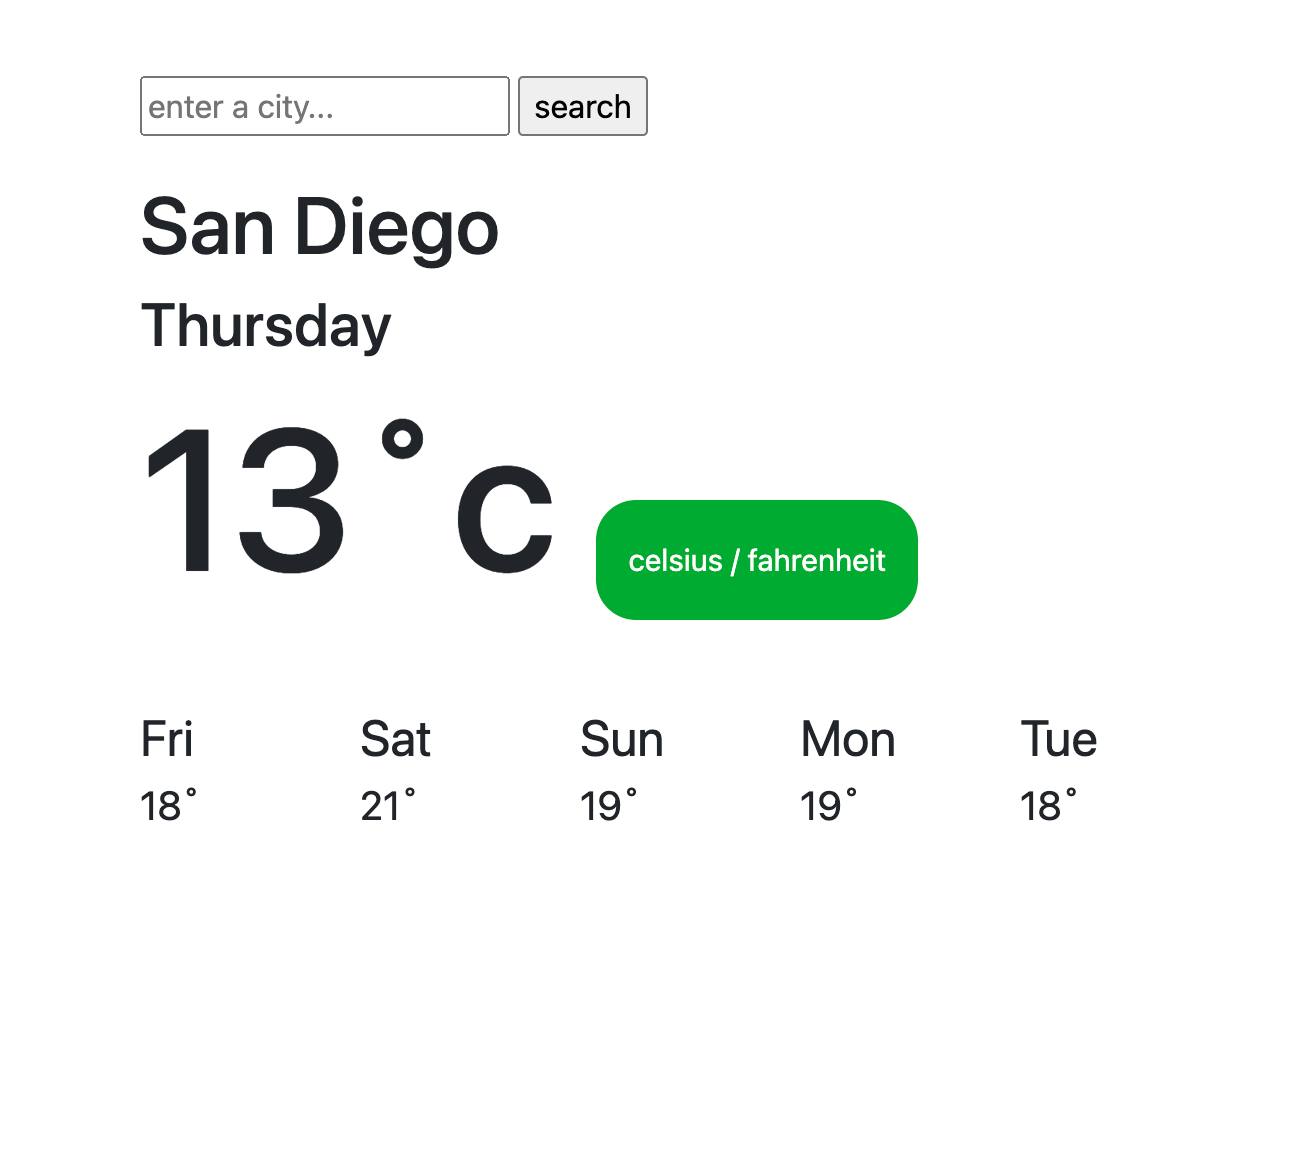 enter a city... search
San Diego
Thursday
13˚c celsius / fahrenheit
Fri Sat Sun Mon Tue
18˚ 21˚ 19˚ 19˚ 18˚